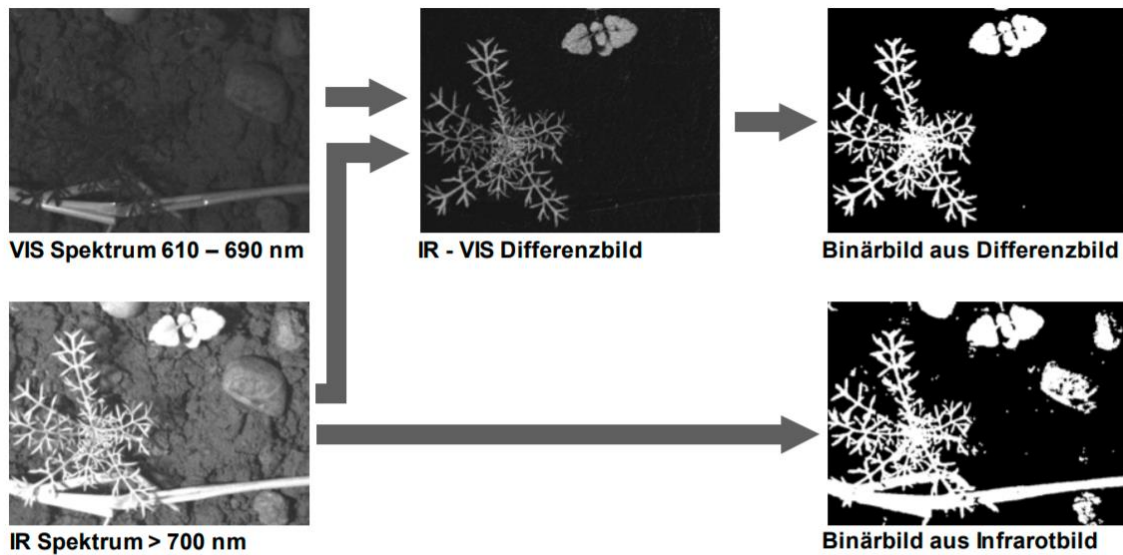 VIS Spektrum 610 – 690 nm
IR - VIS Differenzbild
Binärbild aus Differenzbild
IR Spektrum > 700 nm
Binärbild aus Infrarotbild